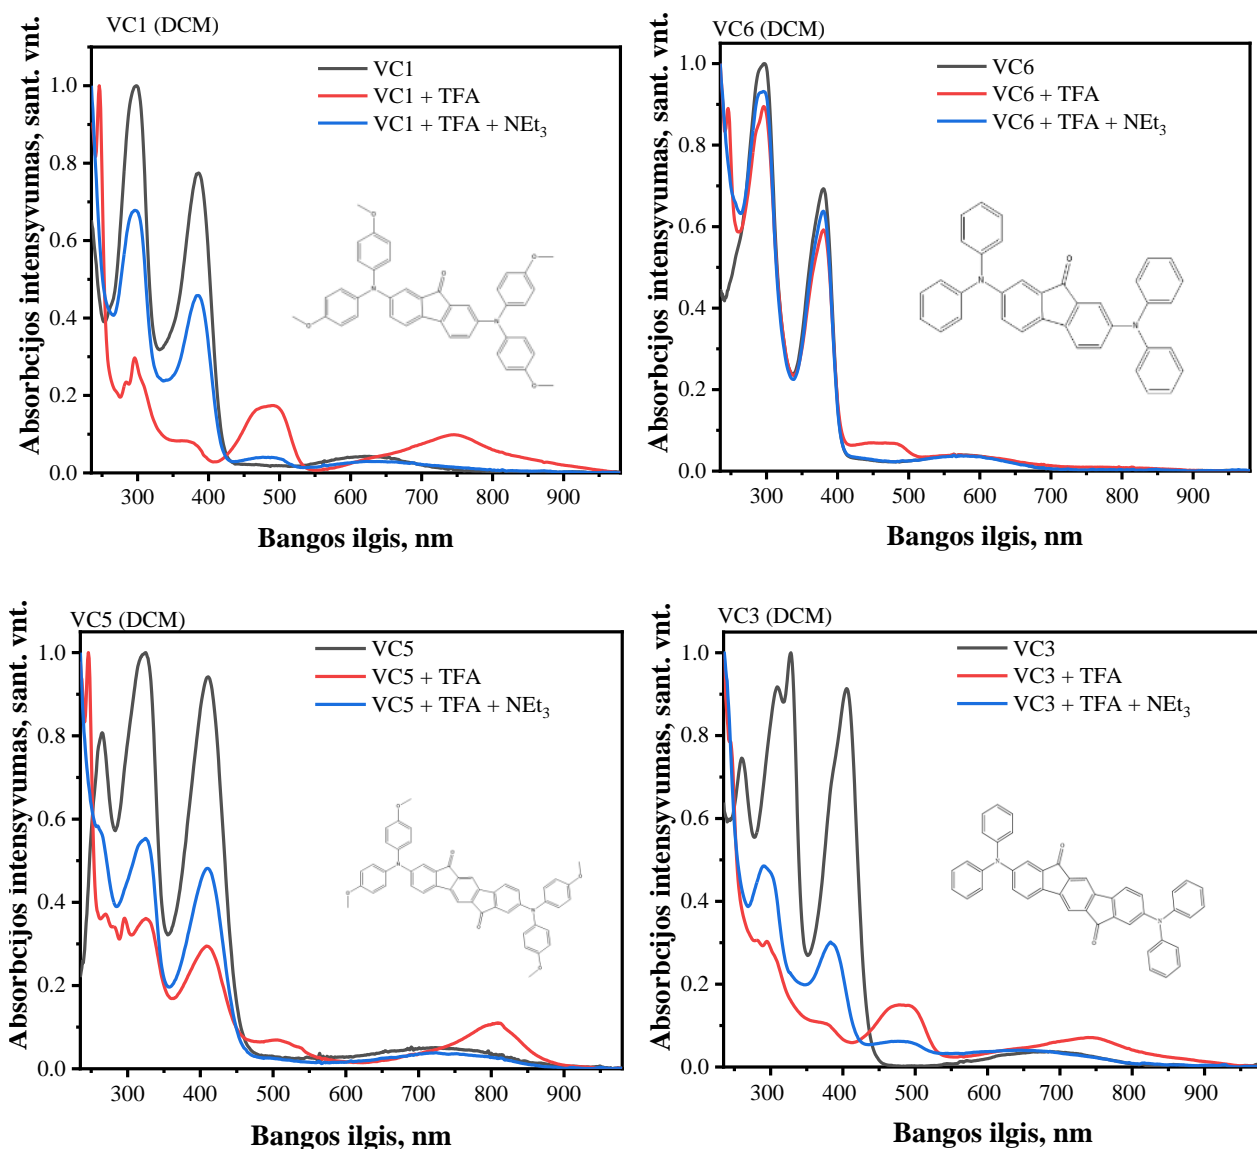 VC1 (DCM)
Absorbcijos intensyvumas, sant. vnt.
1.0
0.8
0.6
0.4
0.2
0.0
VC1
VC1 + TFA
VC1 + TFA + NEt₃
300 400 500 600 700 800 900
Bangos ilgis, nm
VC6 (DCM)
Absorbcijos intensyvumas, sant. vnt.
1.0
0.8
0.6
0.4
0.2
0.0
VC6
VC6 + TFA
VC6 + TFA + NEt₃
300 400 500 600 700 800 900
Bangos ilgis, nm
VC5 (DCM)
Absorbcijos intensyvumas, sant. vnt.
1.0
0.8
0.6
0.4
0.2
0.0
VC5
VC5 + TFA
VC5 + TFA + NEt₃
300 400 500 600 700 800 900
Bangos ilgis, nm
VC3 (DCM)
Absorbcijos intensyvumas, sant. vnt.
1.0
0.8
0.6
0.4
0.2
0.0
VC3
VC3 + TFA
VC3 + TFA + NEt₃
300 400 500 600 700 800 900
Bangos ilgis, nm